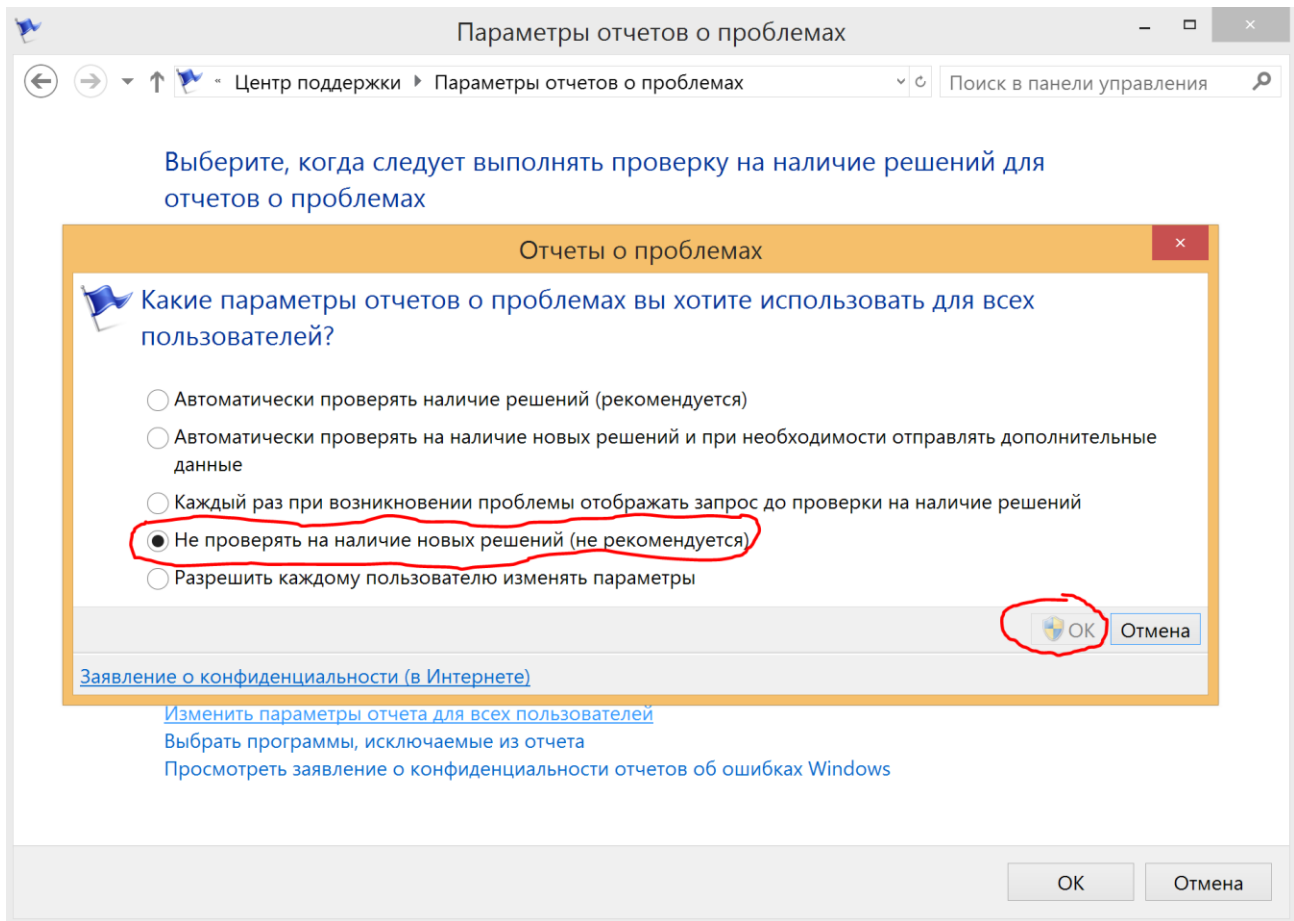 Параметры отчетов о проблемах
« Центр поддержки Параметры отчетов о проблемах
Поиск в панели управления
Выберите, когда следует выполнять проверку на наличие решений для
отчетов о проблемах
Отчеты о проблемах
Какие параметры отчетов о проблемах вы хотите использовать для всех
пользователей?
Автоматически проверять наличие решений (рекомендуется)
Автоматически проверять на наличие новых решений и при необходимости отправлять дополнительные
данные
Каждый раз при возникновении проблемы отображать запрос до проверки на наличие решений
Не проверять на наличие новых решений (не рекомендуется)
Разрешить каждому пользователю изменять параметры
OK Отмена
Заявление о конфиденциальности (в Интернете)
Изменить параметры отчета для всех пользователей
Выбрать программы, исключаемые из отчета
Просмотреть заявление о конфиденциальности отчетов об ошибках Windows
OK Отмена